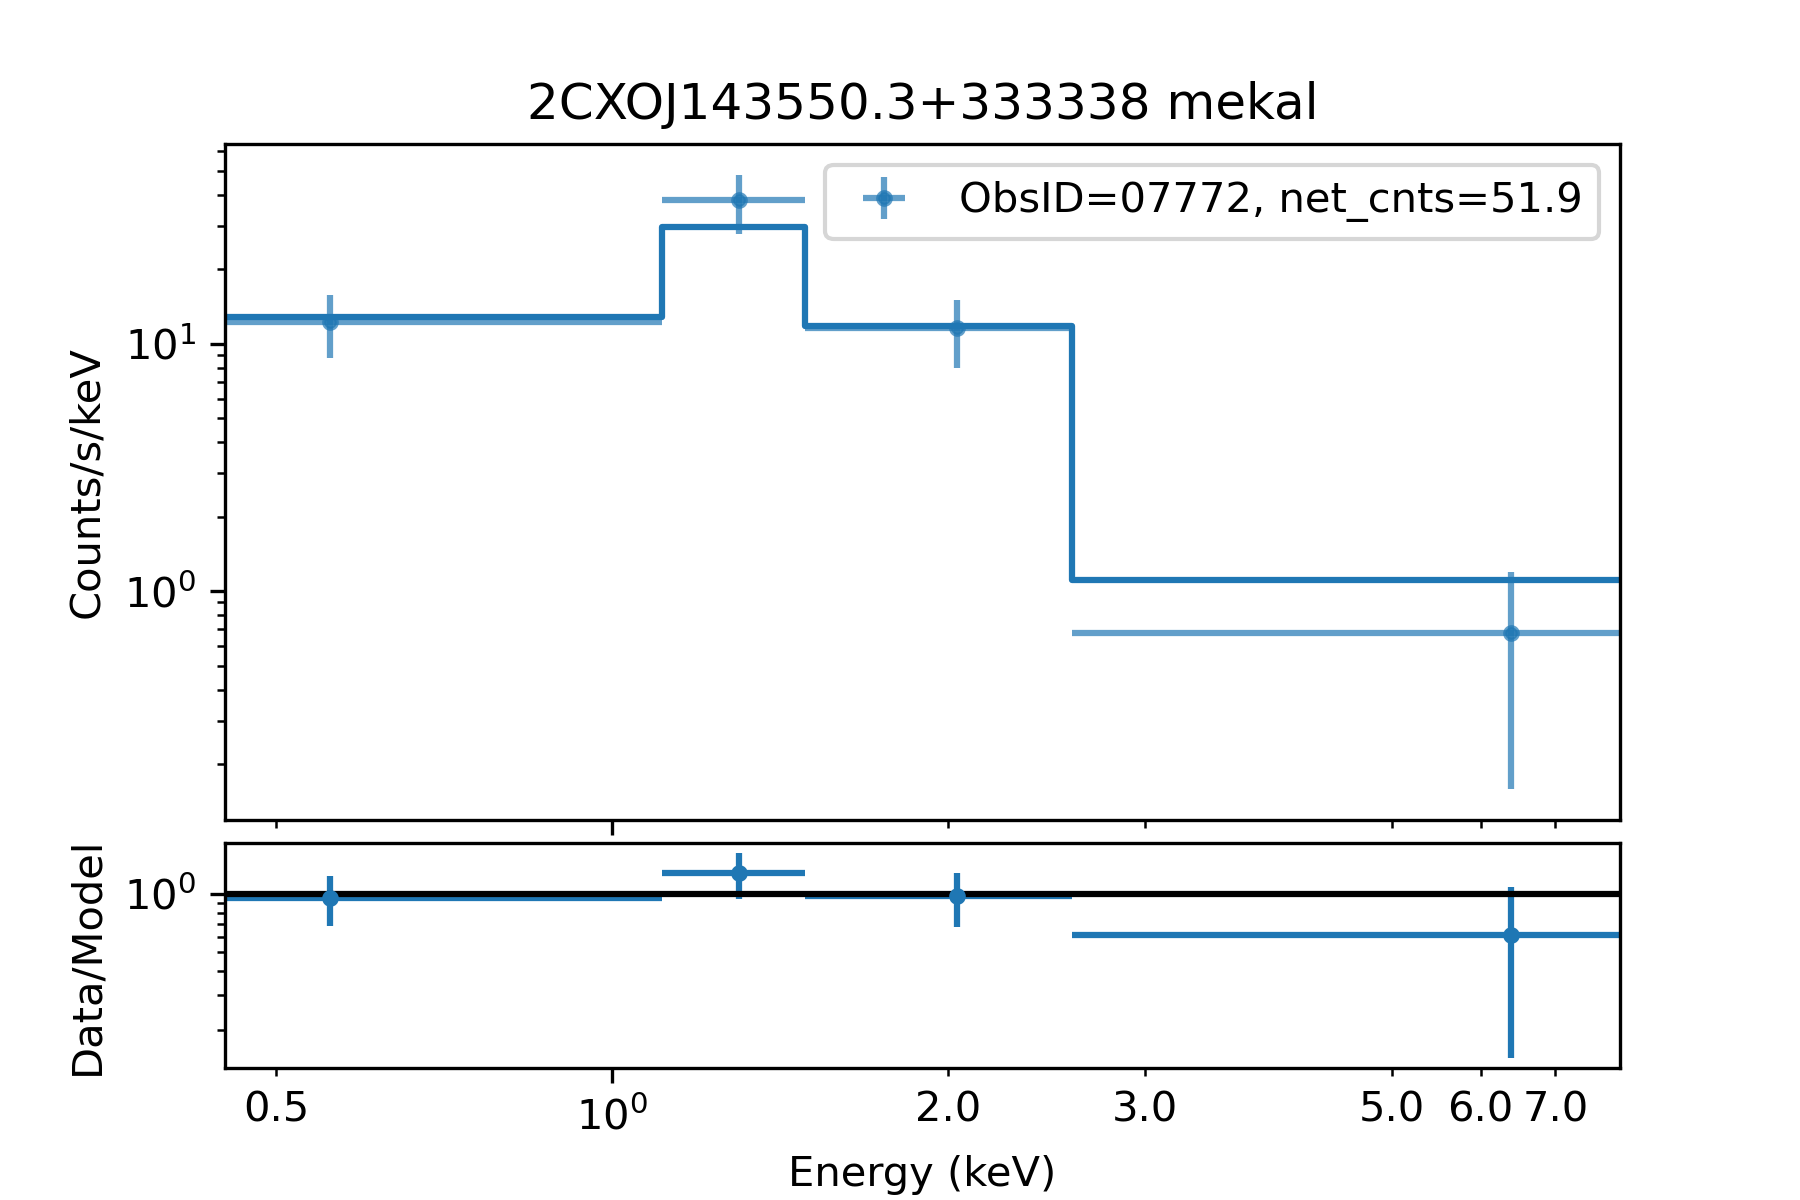 2CXOJ143550.3+333338 mekal
ObsID=07772, net_cnts=51.9
Counts/s/keV
10¹
10⁰
Data/Model
10⁰
0.5 10⁰ 2.0 3.0 5.0 6.0 7.0
Energy (keV)